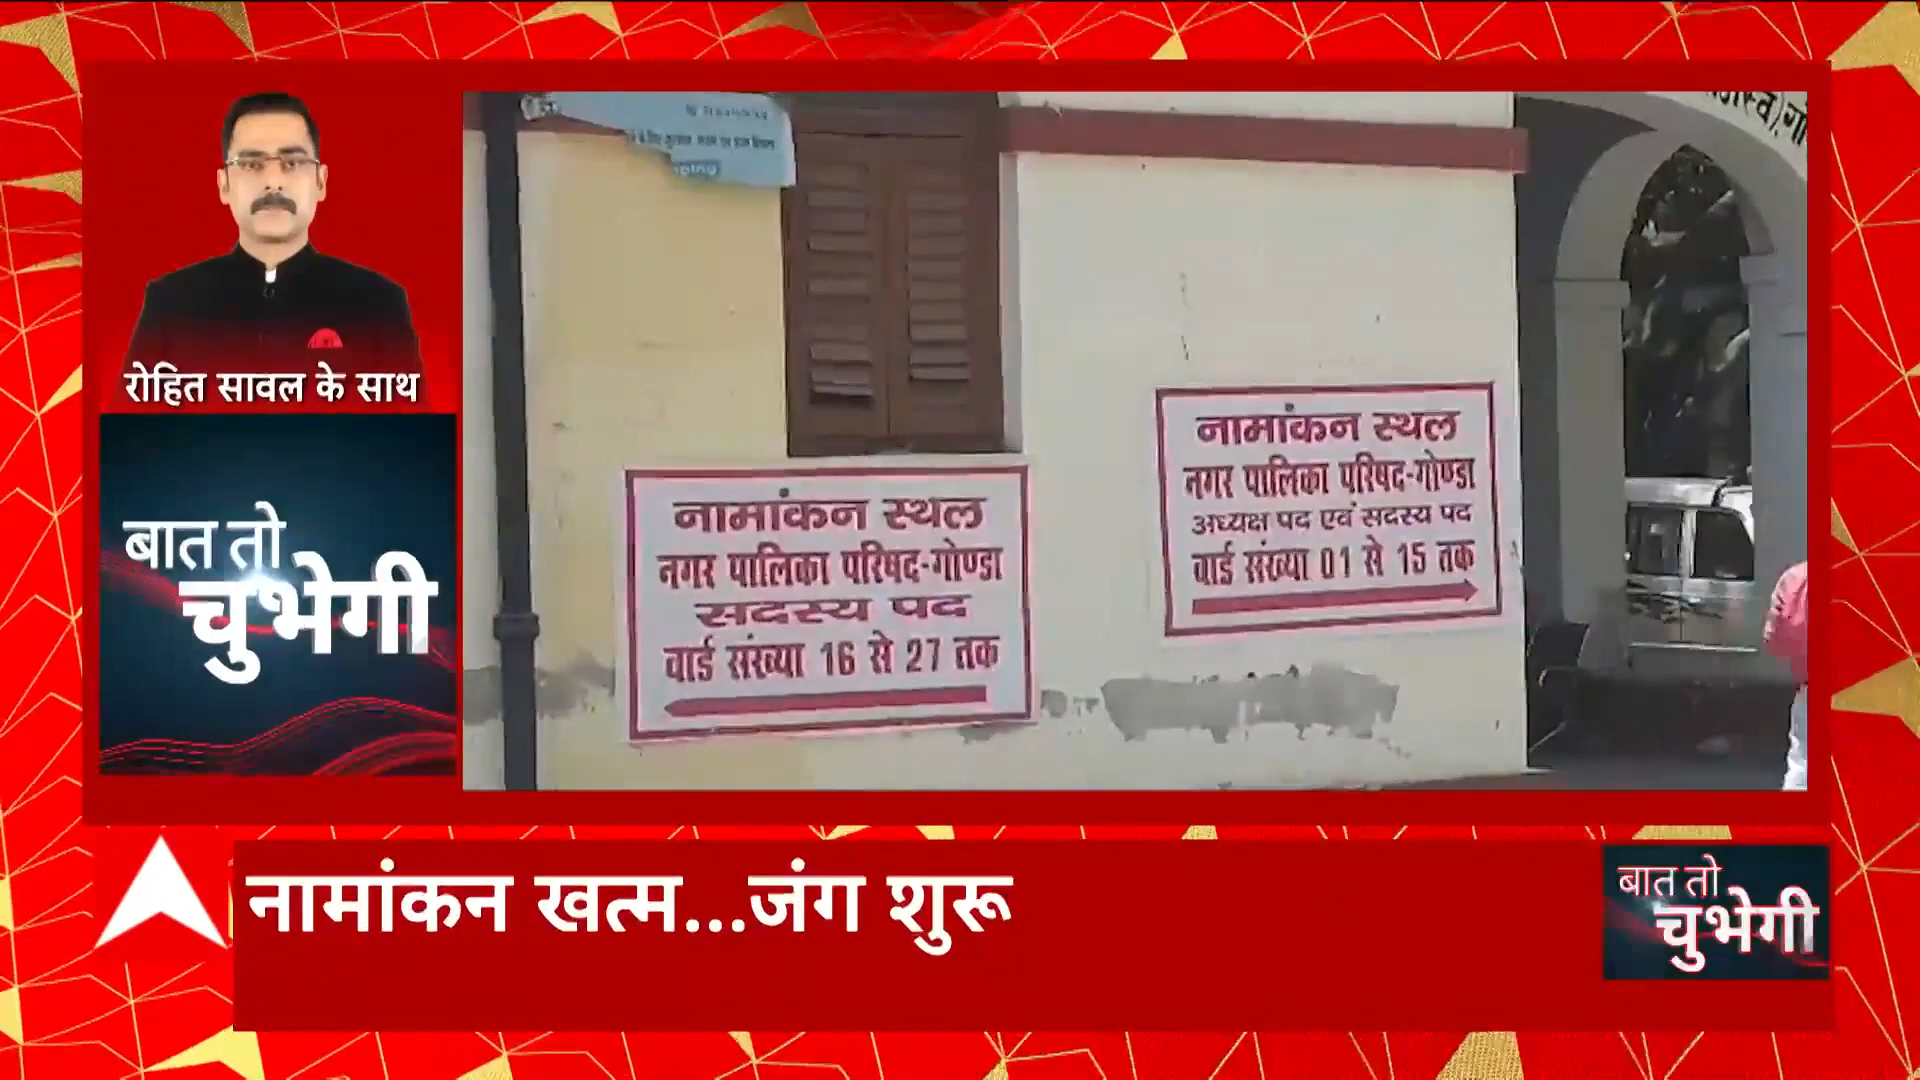 रोहित सावल के साथ
बात तो
चुभेगी
नामांकन स्थल
नगर पालिका परिषद-गोण्डा
सदस्य पद
वार्ड संख्या 16 से 27 तक
नामांकन स्थल
नगर पालिका परिषद-गोण्डा
अध्यक्ष पद एवं सदस्य पद
वार्ड संख्या 01 से 15 तक
नामांकन खत्म...जंग शुरू
बात तो
चुभेगी